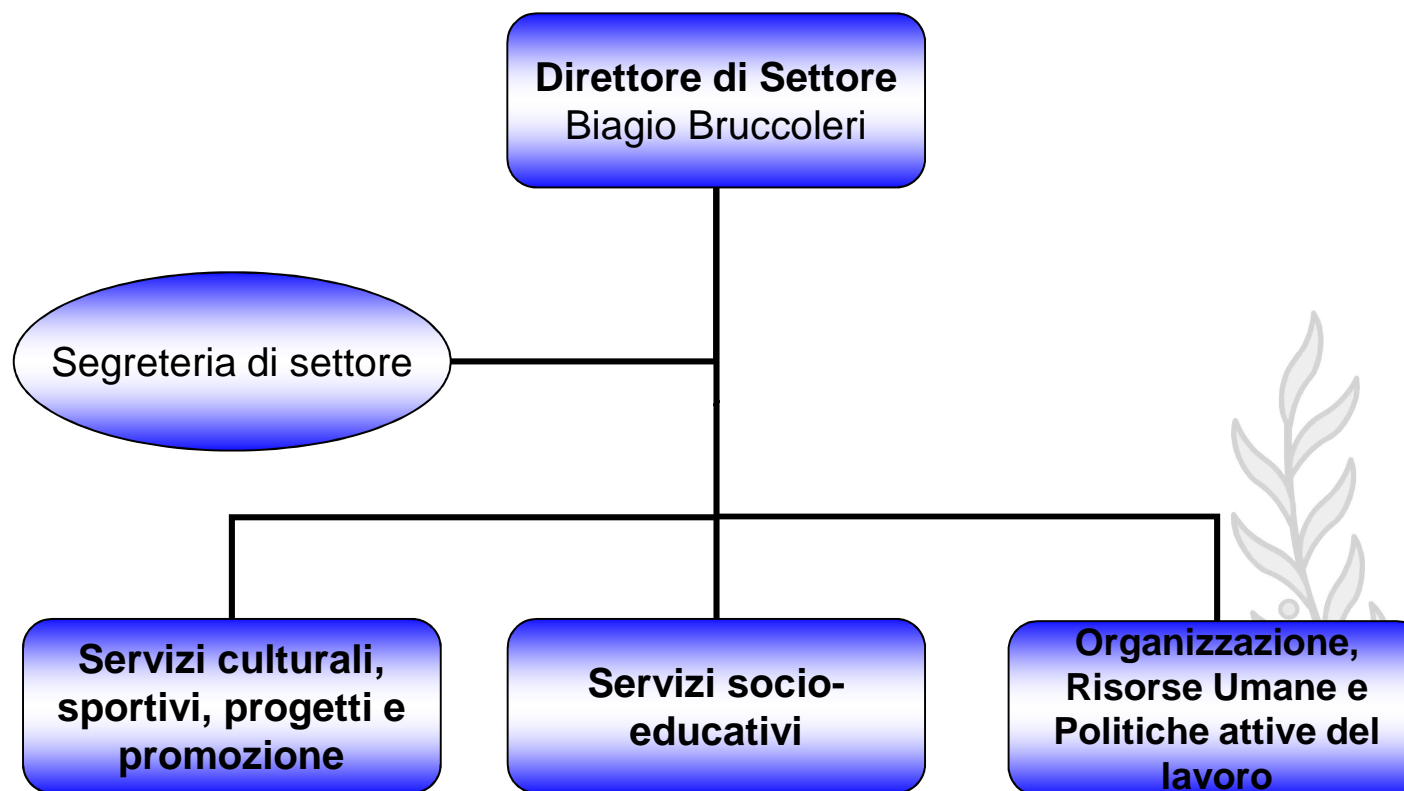 Direttore di Settore
Biagio Bruccoleri
Segreteria di settore
Servizi culturali,
sportivi, progetti e
promozione
Servizi socio-
educativi
Organizzazione,
Risorse Umane e
Politiche attive del
lavoro